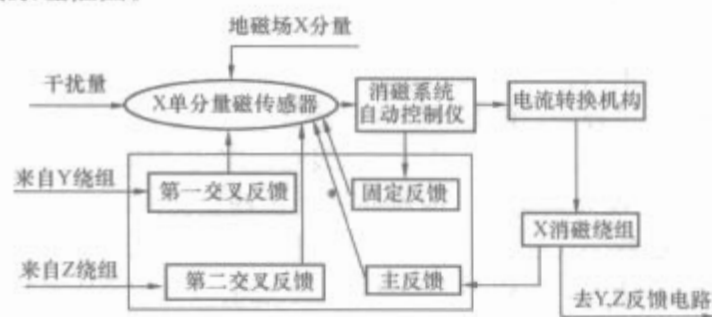 地磁场X分量
干扰量
X单分量磁传感器
消磁系统
自动控制仪
电流转换机构
来自Y绕组
第一交叉反馈
固定反馈
X消磁绕组
来自Z绕组
第二交叉反馈
主反馈
去Y,Z反馈电路